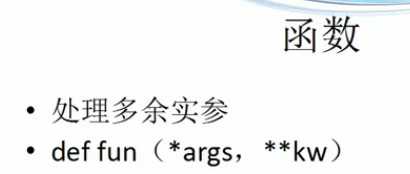 函数
• 处理多余实参
• def fun（*args，**kw）